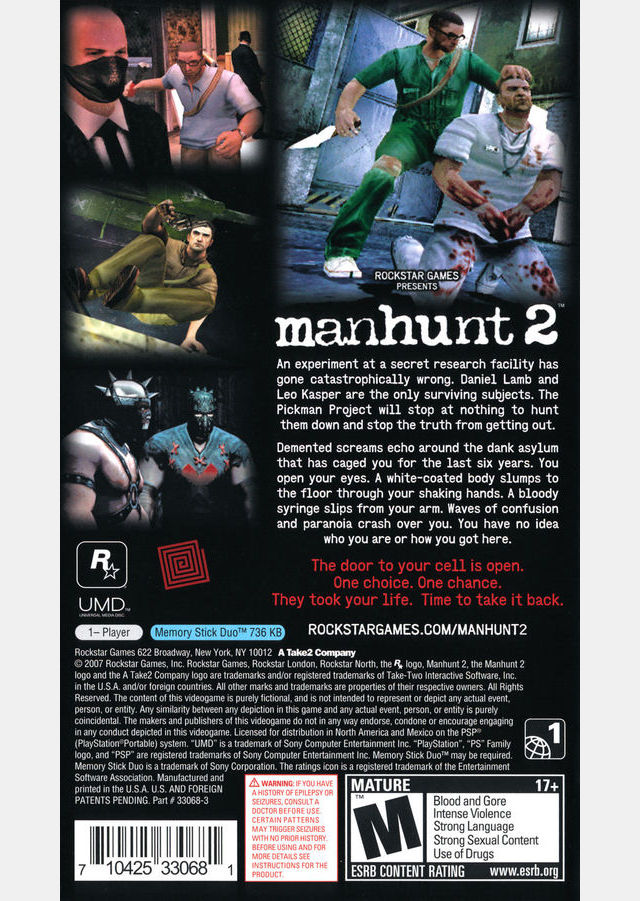 ROCKSTAR GAMES
PRESENTS
manhunt 2™
An experiment at a secret research facility has
gone catastrophically wrong. Daniel Lamb and
Leo Kasper are the only surviving subjects. The
Pickman Project will stop at nothing to hunt
them down and stop the truth from getting out.
Demented screams echo around the dank asylum
that has caged you for the last six years. You
open your eyes. A white-coated body slumps to
the floor through your shaking hands. A bloody
syringe slips from your arm. Waves of confusion
and paranoia crash over you. You have no idea
who you are or how you got here.
The door to your cell is open.
One choice. One chance.
They took your life. Time to take it back.
R
UMD™
UNIVERSAL MEDIA DISC
1– Player
Memory Stick Duo™ 736 KB
ROCKSTARGAMES.COM/MANHUNT2
Rockstar Games 622 Broadway, New York, NY 10012 A Take2 Company
© 2007 Rockstar Games, Inc. Rockstar Games, Rockstar London, Rockstar North, the R logo, Manhunt 2, the Manhunt 2
logo and the A Take2 Company logo are trademarks and/or registered trademarks of Take-Two Interactive Software, Inc.
in the U.S.A. and/or foreign countries. All other marks and trademarks are properties of their respective owners. All Rights
Reserved. The content of this videogame is purely fictional, and is not intended to represent or depict any actual event,
person, or entity. Any similarity between any depiction in this game and any actual event, person, or entity is purely
coincidental. The makers and publishers of this videogame do not in any way endorse, condone or encourage engaging
in any conduct depicted in this videogame. Licensed for distribution in North America and Mexico on the PSP®
(PlayStation®Portable) system. "UMD" is a trademark of Sony Computer Entertainment Inc. "PlayStation", "PS" Family
logo, and "PSP" are registered trademarks of Sony Computer Entertainment Inc. Memory Stick Duo™ may be required.
Memory Stick Duo is a trademark of Sony Corporation. The ratings icon is a registered trademark of the Entertainment
Software Association. Manufactured and
printed in the U.S.A. U.S. AND FOREIGN
PATENTS PENDING. Part # 33068-3
1
WARNING: IF YOU HAVE
A HISTORY OF EPILEPSY OR
SEIZURES, CONSULT A
DOCTOR BEFORE USE.
CERTAIN PATTERNS
MAY TRIGGER SEIZURES
WITH NO PRIOR HISTORY.
BEFORE USING AND FOR
MORE DETAILS SEE
INSTRUCTIONS FOR THE
PRODUCT.
MATURE 17+
M™
Blood and Gore
Intense Violence
Strong Language
Strong Sexual Content
Use of Drugs
ESRB CONTENT RATING www.esrb.org
7 10425 33068 1